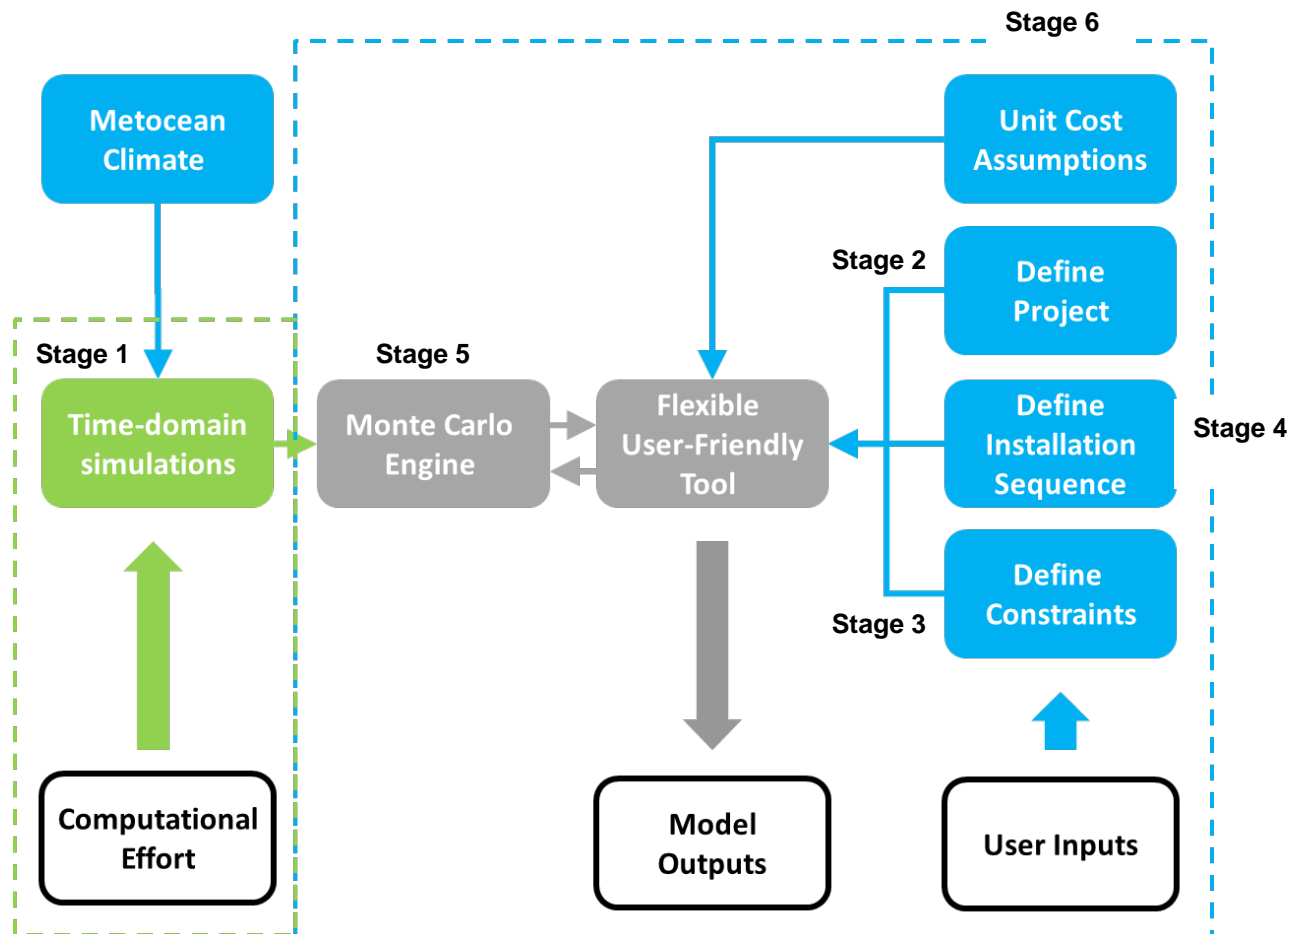 Stage 6
Metocean
Climate
Unit Cost
Assumptions
Stage 2
Define
Project
Stage 1
Stage 5
Time-domain
simulations
Monte Carlo
Engine
Flexible
User-Friendly
Tool
Define
Installation
Sequence
Stage 4
Define
Constraints
Stage 3
Computational
Effort
Model
Outputs
User Inputs